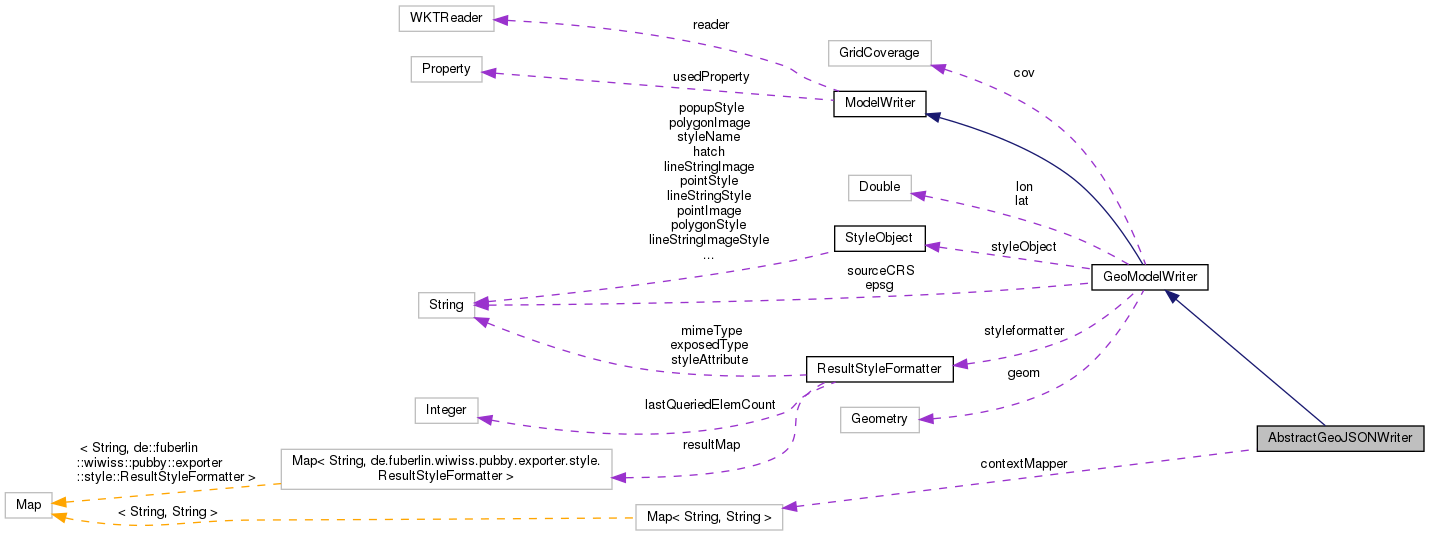 WKTReader
reader
GridCoverage
Property
usedProperty
cov
ModelWriter
popupStyle
polygonImage
styleName
hatch
lineStringImage
pointStyle
lineStringStyle
pointImage
polygonStyle
lineStringImageStyle
...
Double
lon
lat
StyleObject
styleObject
GeoModelWriter
sourceCRS
epsg
String
mimeType
exposedType
styleAttribute
styleformatter
ResultStyleFormatter
geom
Integer
lastQueriedElemCount
Geometry
AbstractGeoJSONWriter
resultMap
< String, de::fuberlin
::wiwiss::pubby::exporter
::style::ResultStyleFormatter >
Map< String, de.fuberlin.wiwiss.pubby.exporter.style.
ResultStyleFormatter >
contextMapper
Map
< String, String >
Map< String, String >